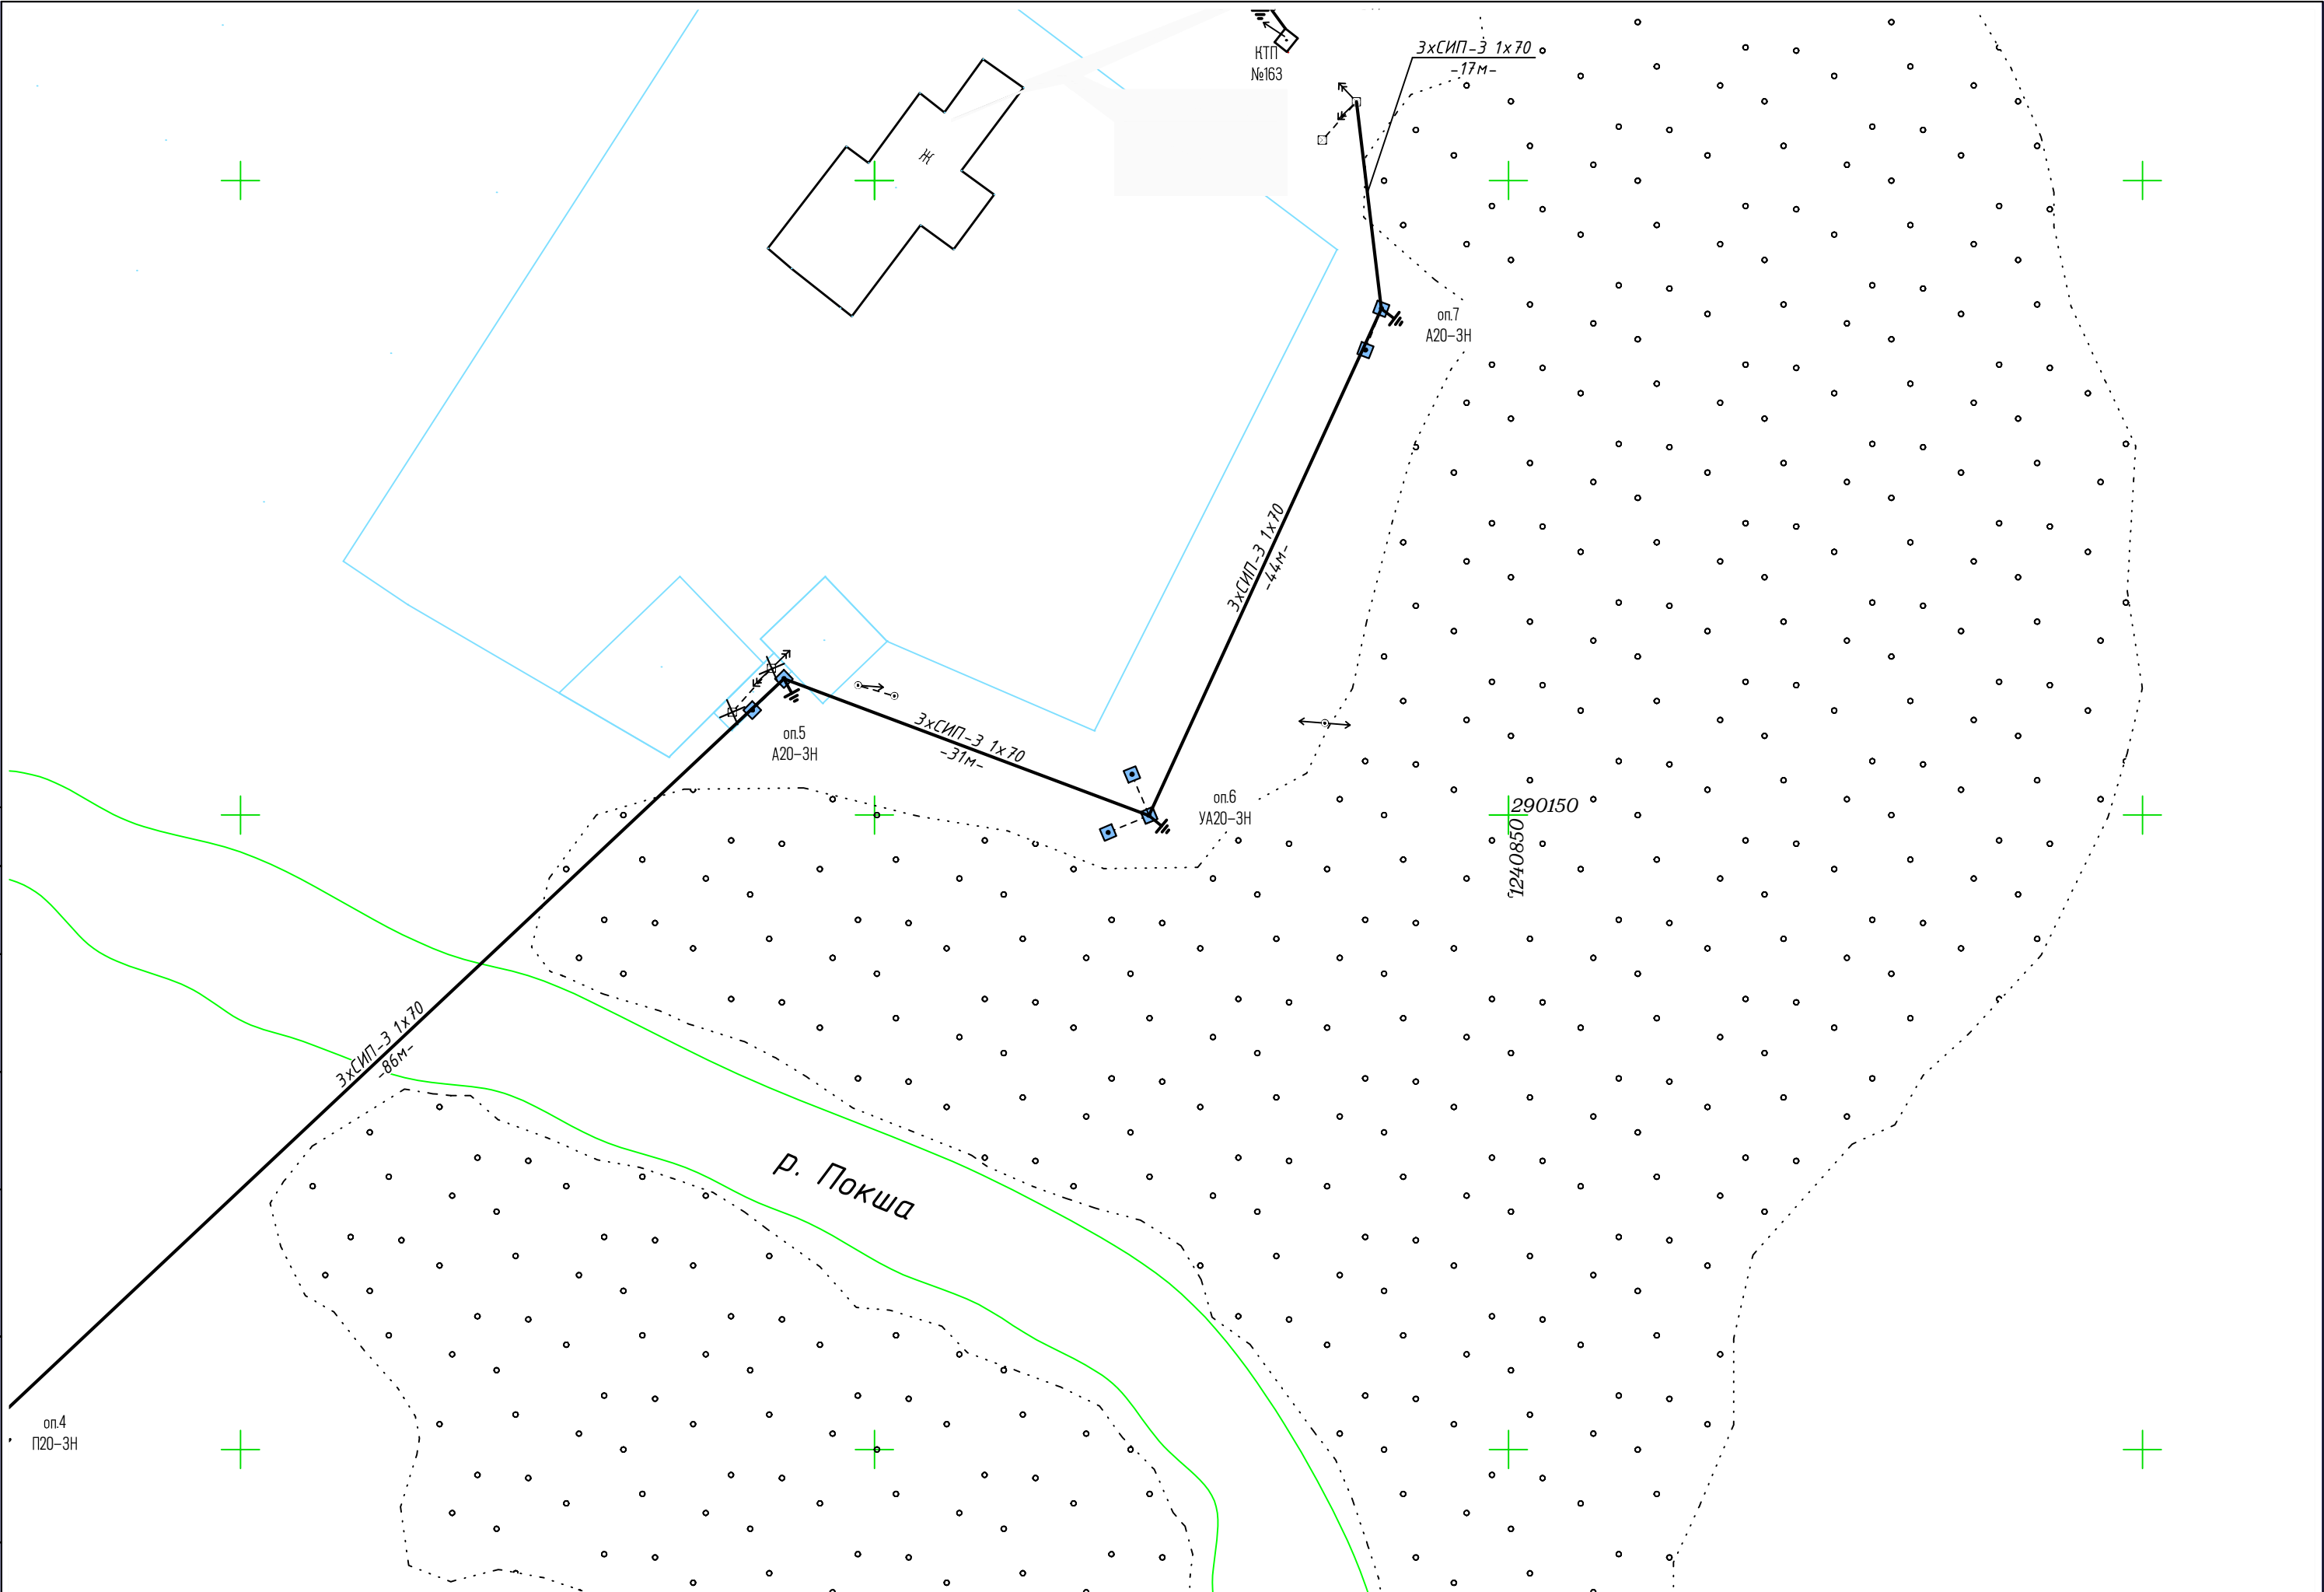 КТП
№163
3хСИП-3 1х70
-17м-
Ж
оп.7
А20-3Н
3хСИП-3 1х70
-44м-
оп.5
А20-3Н
3хСИП-3 1х70
-31м-
оп.6
УА20-3Н
290150
1240850
3хСИП-3 1х70
-86м-
р. Покша
оп.4
П20-3Н